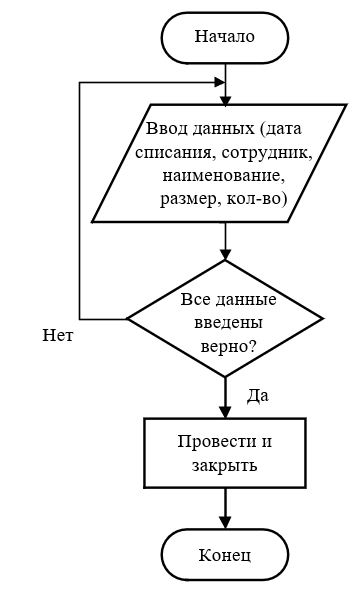 Начало
Ввод данных (дата
списания, сотрудник,
наименование,
размер, кол-во)
Все данные
введены
верно?
Нет
Да
Провести и
закрыть
Конец